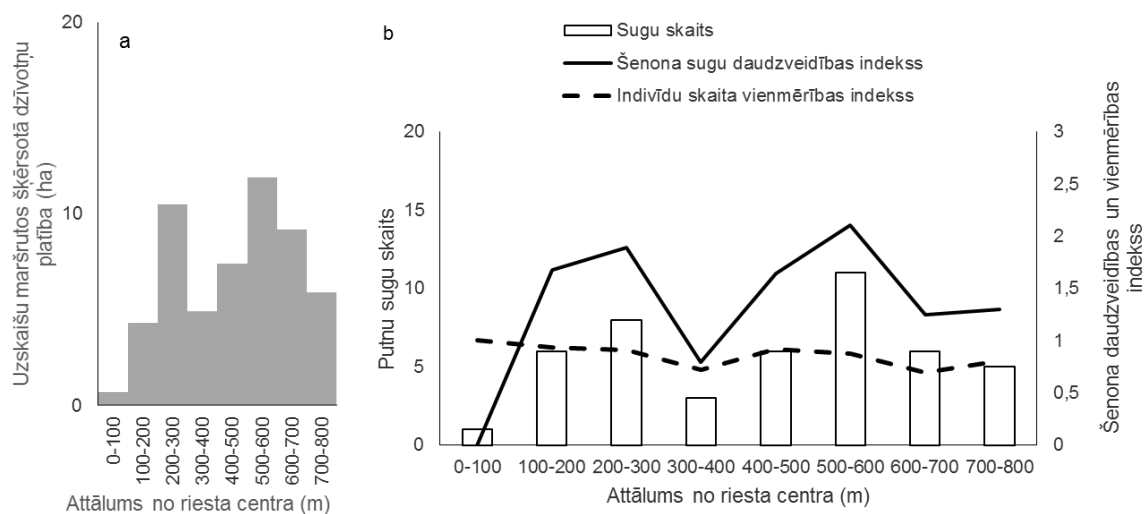 a
Uzskaišu maršrutos šķērsotā dzīvotņu
platība (ha)
20
10
0
0-100
100-200
200-300
300-400
400-500
500-600
600-700
700-800
Attālums no riesta centra (m)
b
Sugu skaits
Šenona sugu daudzveidības indekss
Indivīdu skaita vienmērības indekss
Putnu sugu skaits
20
15
10
5
0
0-100 100-200 200-300 300-400 400-500 500-600 600-700 700-800
Attālums no riesta centra (m)
3
2,5
2
1,5
1
0,5
0
Šenona daudzveidības un vienmērības
indekss